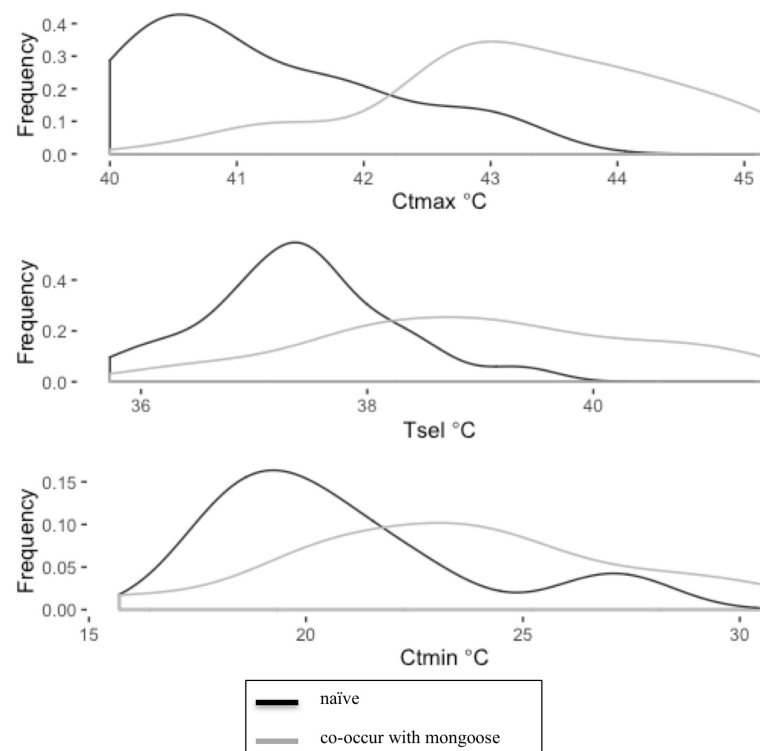 Frequency
0.4
0.3
0.2
0.1
0.0
40 41 42 43 44 45
Ctmax °C
Frequency
0.4
0.2
0.0
36 38 40
Tsel °C
Frequency
0.15
0.10
0.05
0.00
15 20 25 30
Ctmin °C
naïve
co-occur with mongoose